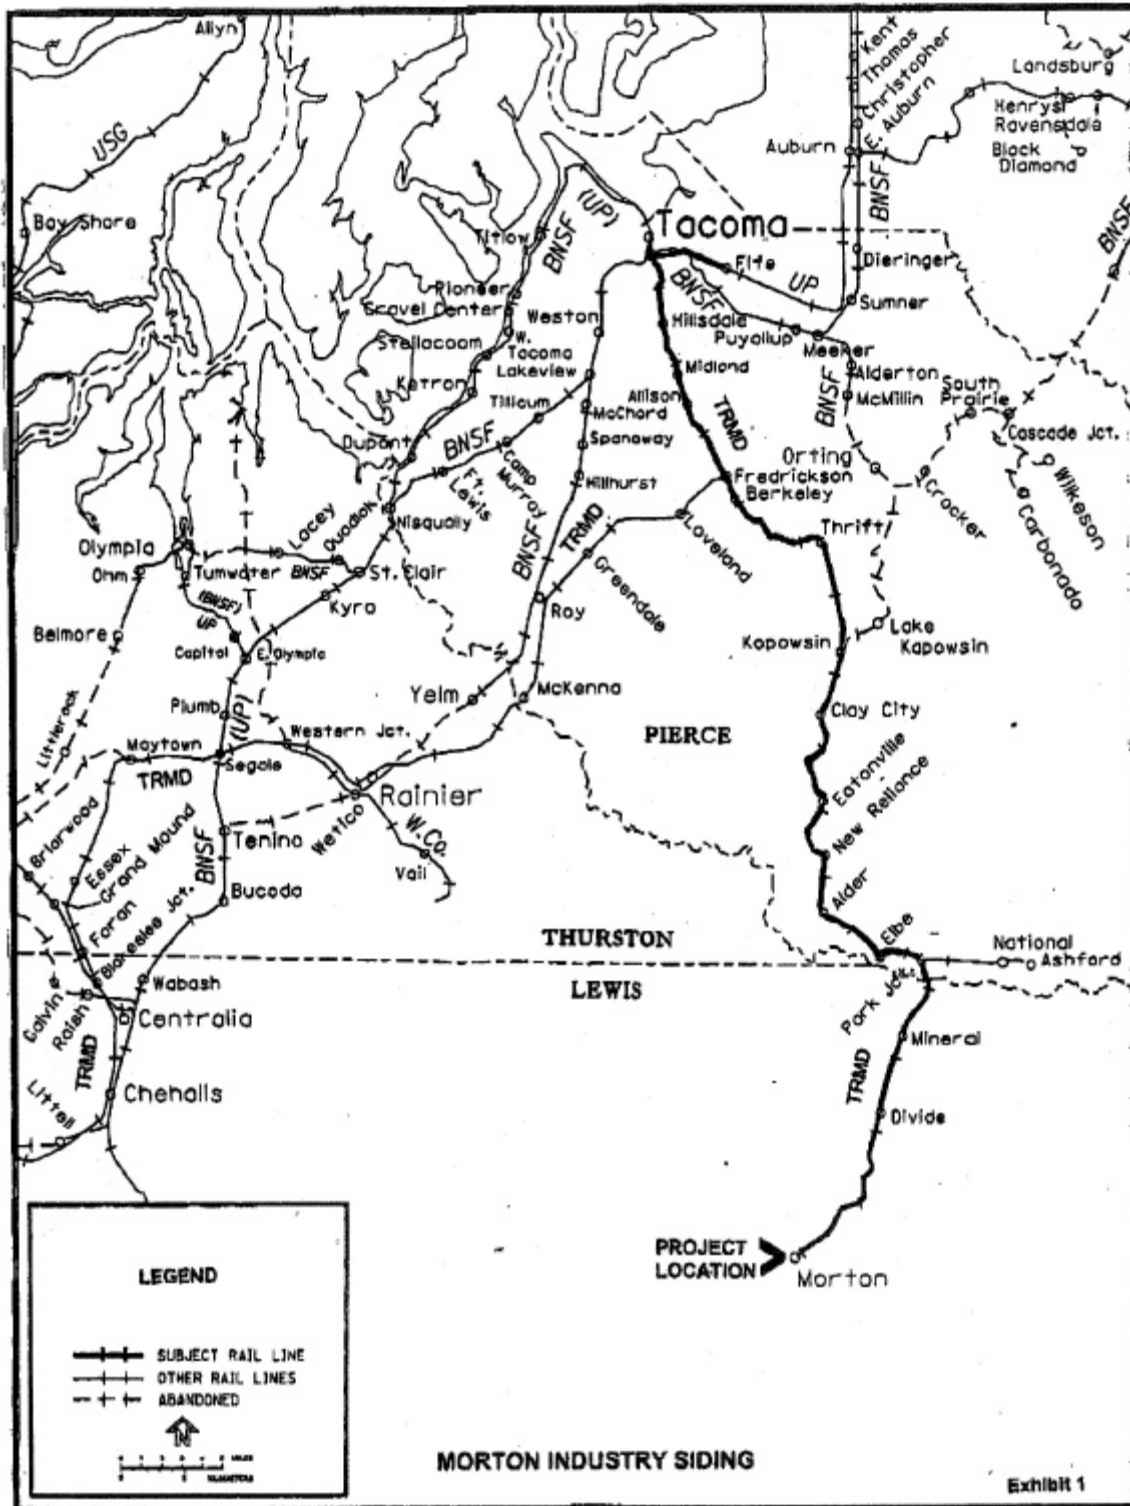 Allyn
USG
Bay Shore
Kent
Thomas
Christopher
E. Auburn
Auburn
BNSF
Landsburg
Henrys
Ravensdale
Black
Diamond
BNSF
Titlow
BNSF
(UP)
Tacoma
Fife
UP
BNSF
Dieringer
Sumner
Pioneer
Gravel Center
Weston
Hillsdale
Puyallup
Meeker
Steilacoom
W.
Tacoma
Lakeview
Midland
Alderton
McMillin
BNSF
South
Prairie
Cascade Jct.
Ketron
Tillicum
Allison
McChord
TRMD
Spanaway
Dupont
BNSF
Camp
Murray
Ft.
Lewis
Hillhurst
Fredrickson
Berkeley
Orting
Crocker
Wilkeson
Carbonado
Nisqually
BNSF
TRMD
Loveland
Thrift
Olympia
Ohm
Tumwater
Lacey
Quadlok
BNSF
St. Clair
Greendale
(BNSF)
UP
Kyro
Roy
Belmore
Capitol
E. Olympia
Kapowsin
Lake
Kapowsin
Yelm
McKenna
Plumb
(UP)
Western Jct.
PIERCE
Clay City
Littlerock
Maytown
TRMD
Segale
Rainier
Wetico
W.Co.
Vail
Eatonville
New Reliance
Briarwood
Essex
Grand Mound
Tenino
BNSF
Bucoda
Alder
Foran
Blakeslee Jct.
THURSTON
Elbe
National
Ashford
LEWIS
Wabash
Park Jct.
Galvin
Raish
Centralia
Mineral
TRMD
TRMD
Chehalis
Littell
Divide
PROJECT
LOCATION
Morton
LEGEND
SUBJECT RAIL LINE
OTHER RAIL LINES
ABANDONED
N
MILES
KILOMETERS
MORTON INDUSTRY SIDING
Exhibit 1